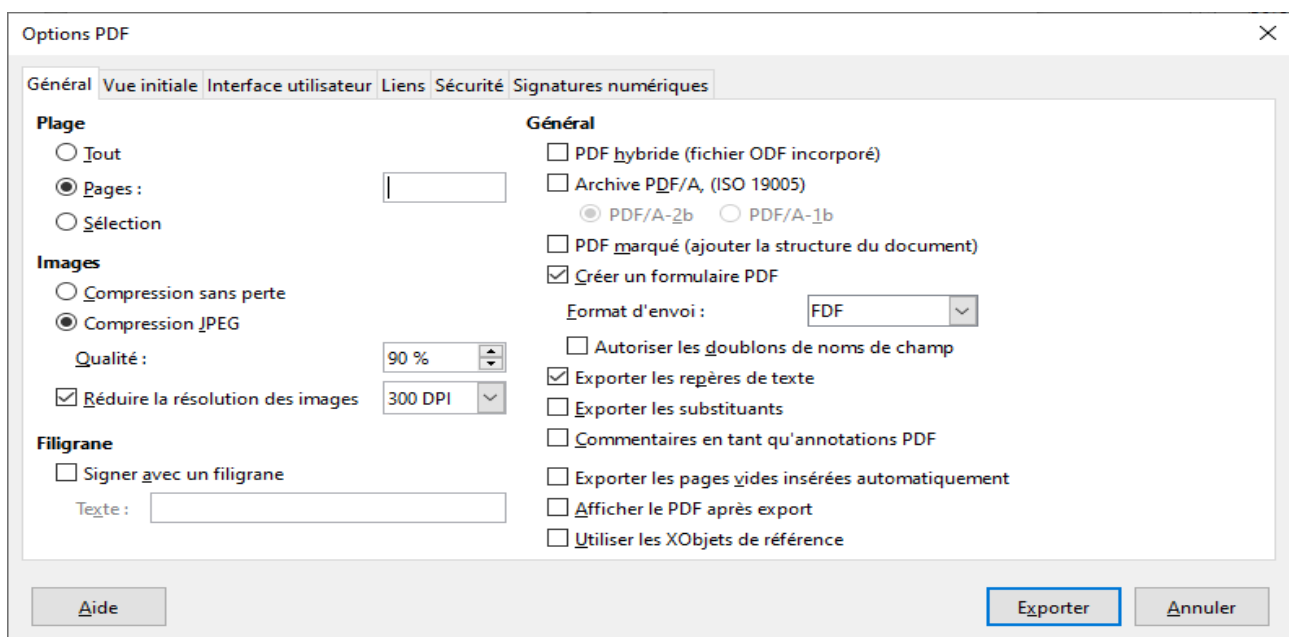 Options PDF
Général Vue initiale Interface utilisateur Liens Sécurité Signatures numériques
Plage
Tout
Pages :
Sélection
Images
Compression sans perte
Compression JPEG
Qualité : 90 %
Réduire la résolution des images 300 DPI
Filigrane
Signer avec un filigrane
Texte :
Général
PDF hybride (fichier ODF incorporé)
Archive PDF/A, (ISO 19005)
PDF/A-2b PDF/A-1b
PDF marqué (ajouter la structure du document)
Créer un formulaire PDF
Format d'envoi : FDF
Autoriser les doublons de noms de champ
Exporter les repères de texte
Exporter les substituants
Commentaires en tant qu'annotations PDF
Exporter les pages vides insérées automatiquement
Afficher le PDF après export
Utiliser les XObjets de référence
Aide Exporter Annuler